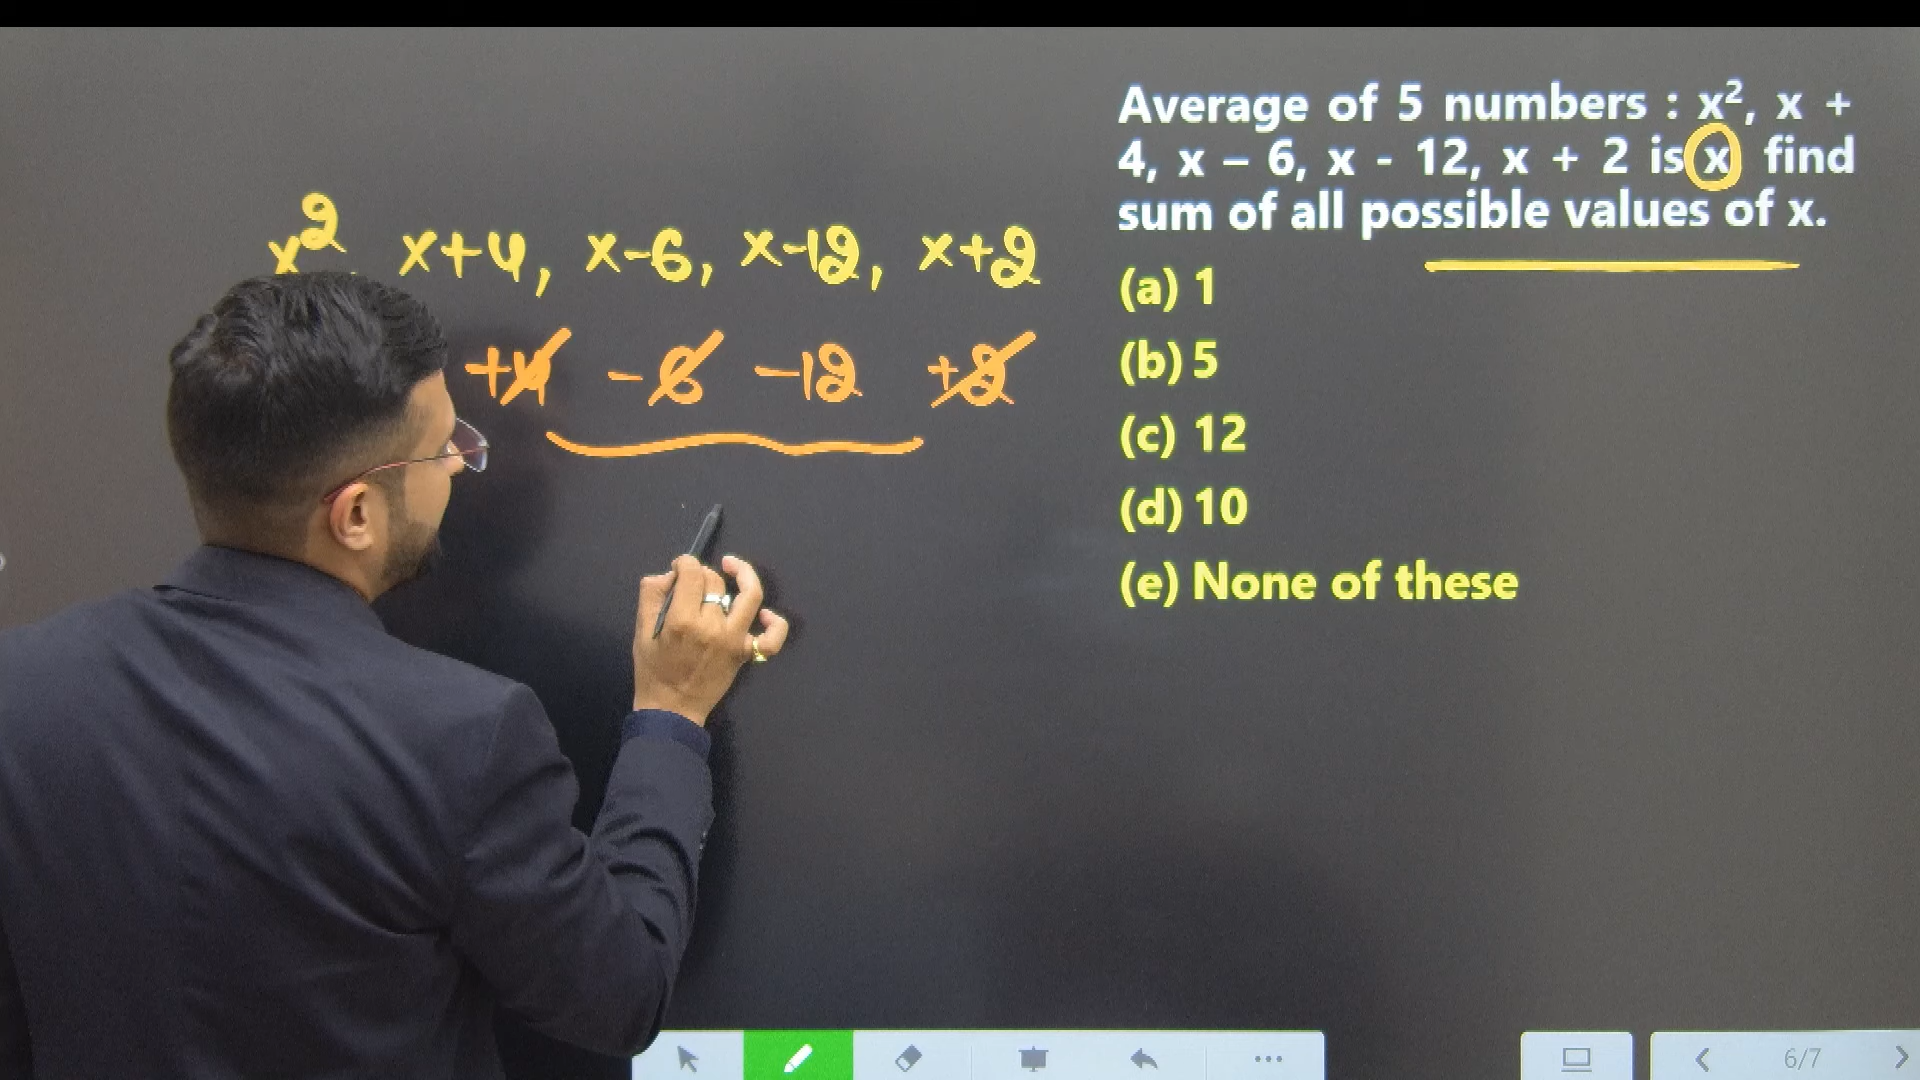 Average of 5 numbers : x², x +
4, x – 6, x - 12, x + 2 is x find
sum of all possible values of x.
(a) 1
(b) 5
(c) 12
(d) 10
(e) None of these
x², x+4, x-6, x-12, x+2
+4 -6 -12 +2
6/7